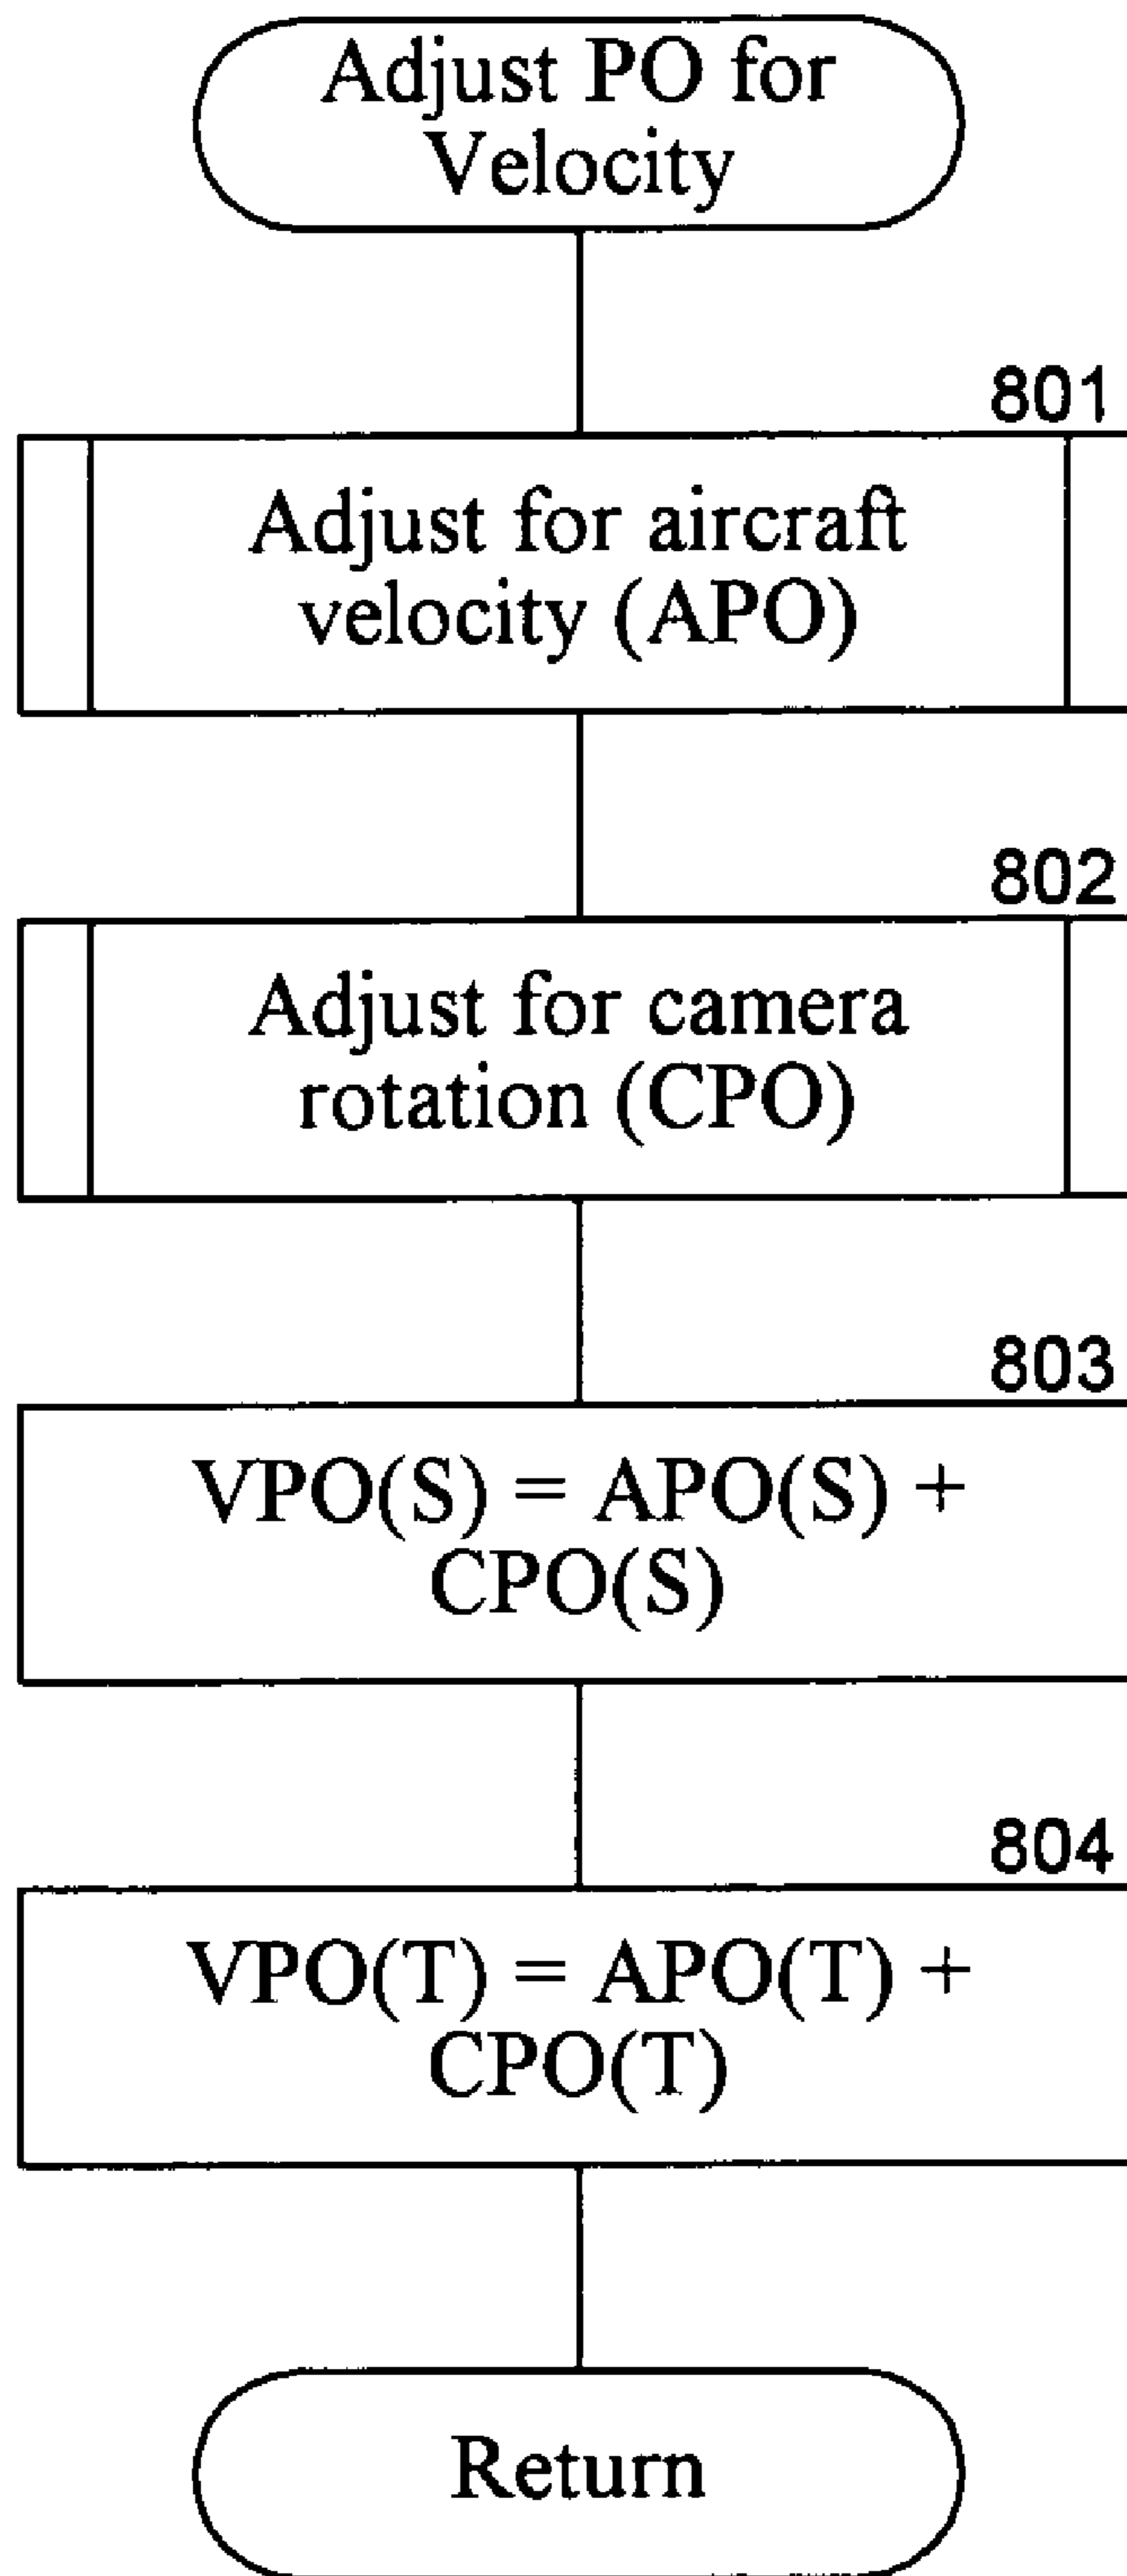 Adjust PO for
Velocity
801
Adjust for aircraft
velocity (APO)
802
Adjust for camera
rotation (CPO)
803
VPO(S) = APO(S) +
CPO(S)
804
VPO(T) = APO(T) +
CPO(T)
Return